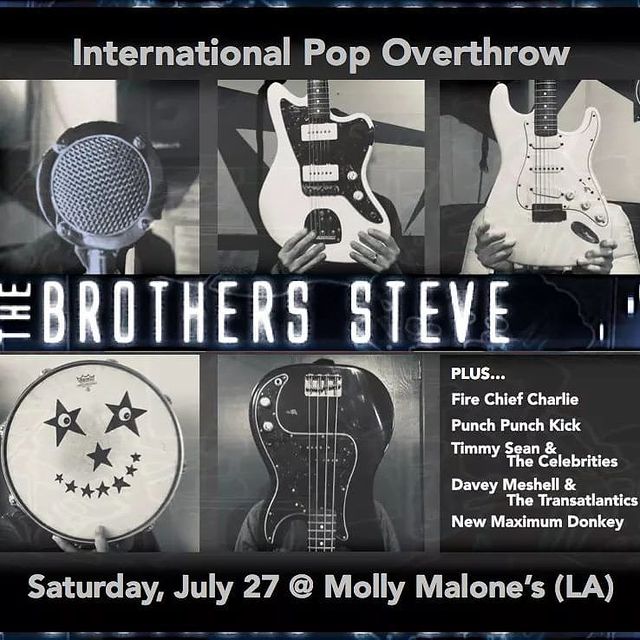 International Pop Overthrow
THE BROTHERS STEVE
PLUS...
Fire Chief Charlie
Punch Punch Kick
Timmy Sean &
The Celebrities
Davey Meshell &
The Transatlantics
New Maximum Donkey
Saturday, July 27 @ Molly Malone's (LA)